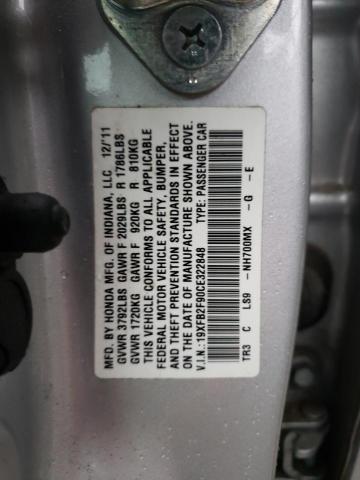 MFD. BY HONDA MFG. OF INDIANA, LLC 12/11
GVWR 3792LBS GAWR F 2029LBS R 1786LBS
GVWR 1720KG GAWR F 920KG R 810KG
THIS VEHICLE CONFORMS TO ALL APPLICABLE
FEDERAL MOTOR VEHICLE SAFETY, BUMPER,
AND THEFT PREVENTION STANDARDS IN EFFECT
ON THE DATE OF MANUFACTURE SHOWN ABOVE.
V.I.N.:19XFB2F90CE322848 TYPE: PASSENGER CAR
TR3 C LS9 -NH700MX -G -E